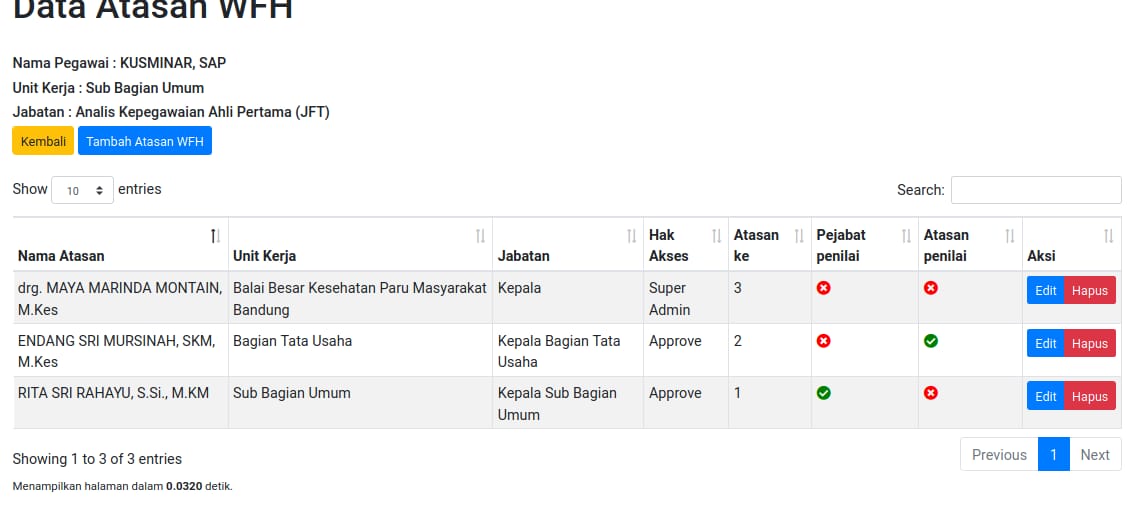 Data Atasan WFH
Nama Pegawai : KUSMINAR, SAP
Unit Kerja : Sub Bagian Umum
Jabatan : Analis Kepegawaian Ahli Pertama (JFT)
Kembali Tambah Atasan WFH
Show 10 entries Search:
Nama Atasan Unit Kerja Jabatan Hak Akses Atasan ke Pejabat penilai Atasan penilai Aksi
drg. MAYA MARINDA MONTAIN, Balai Besar Kesehatan Paru Masyarakat Kepala Super 3 Edit Hapus
M.Kes Bandung Admin
ENDANG SRI MURSINAH, SKM, Bagian Tata Usaha Kepala Bagian Tata Approve 2 Edit Hapus
M.Kes Usaha
RITA SRI RAHAYU, S.Si., M.KM Sub Bagian Umum Kepala Sub Bagian Approve 1 Edit Hapus
Umum
Showing 1 to 3 of 3 entries Previous 1 Next
Menampilkan halaman dalam 0.0320 detik.